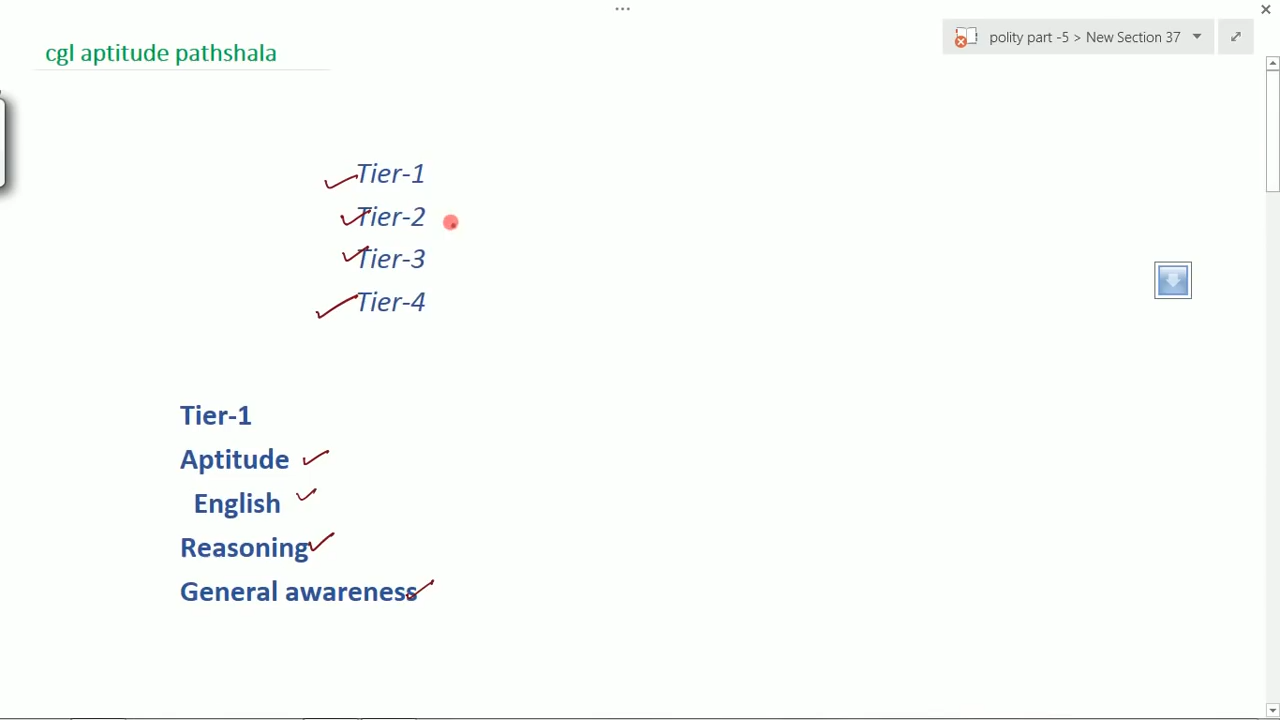 cgl aptitude pathshala
polity part -5 > New Section 37
Tier-1
Tier-2
Tier-3
Tier-4
Tier-1
Aptitude
English
Reasoning
General awareness